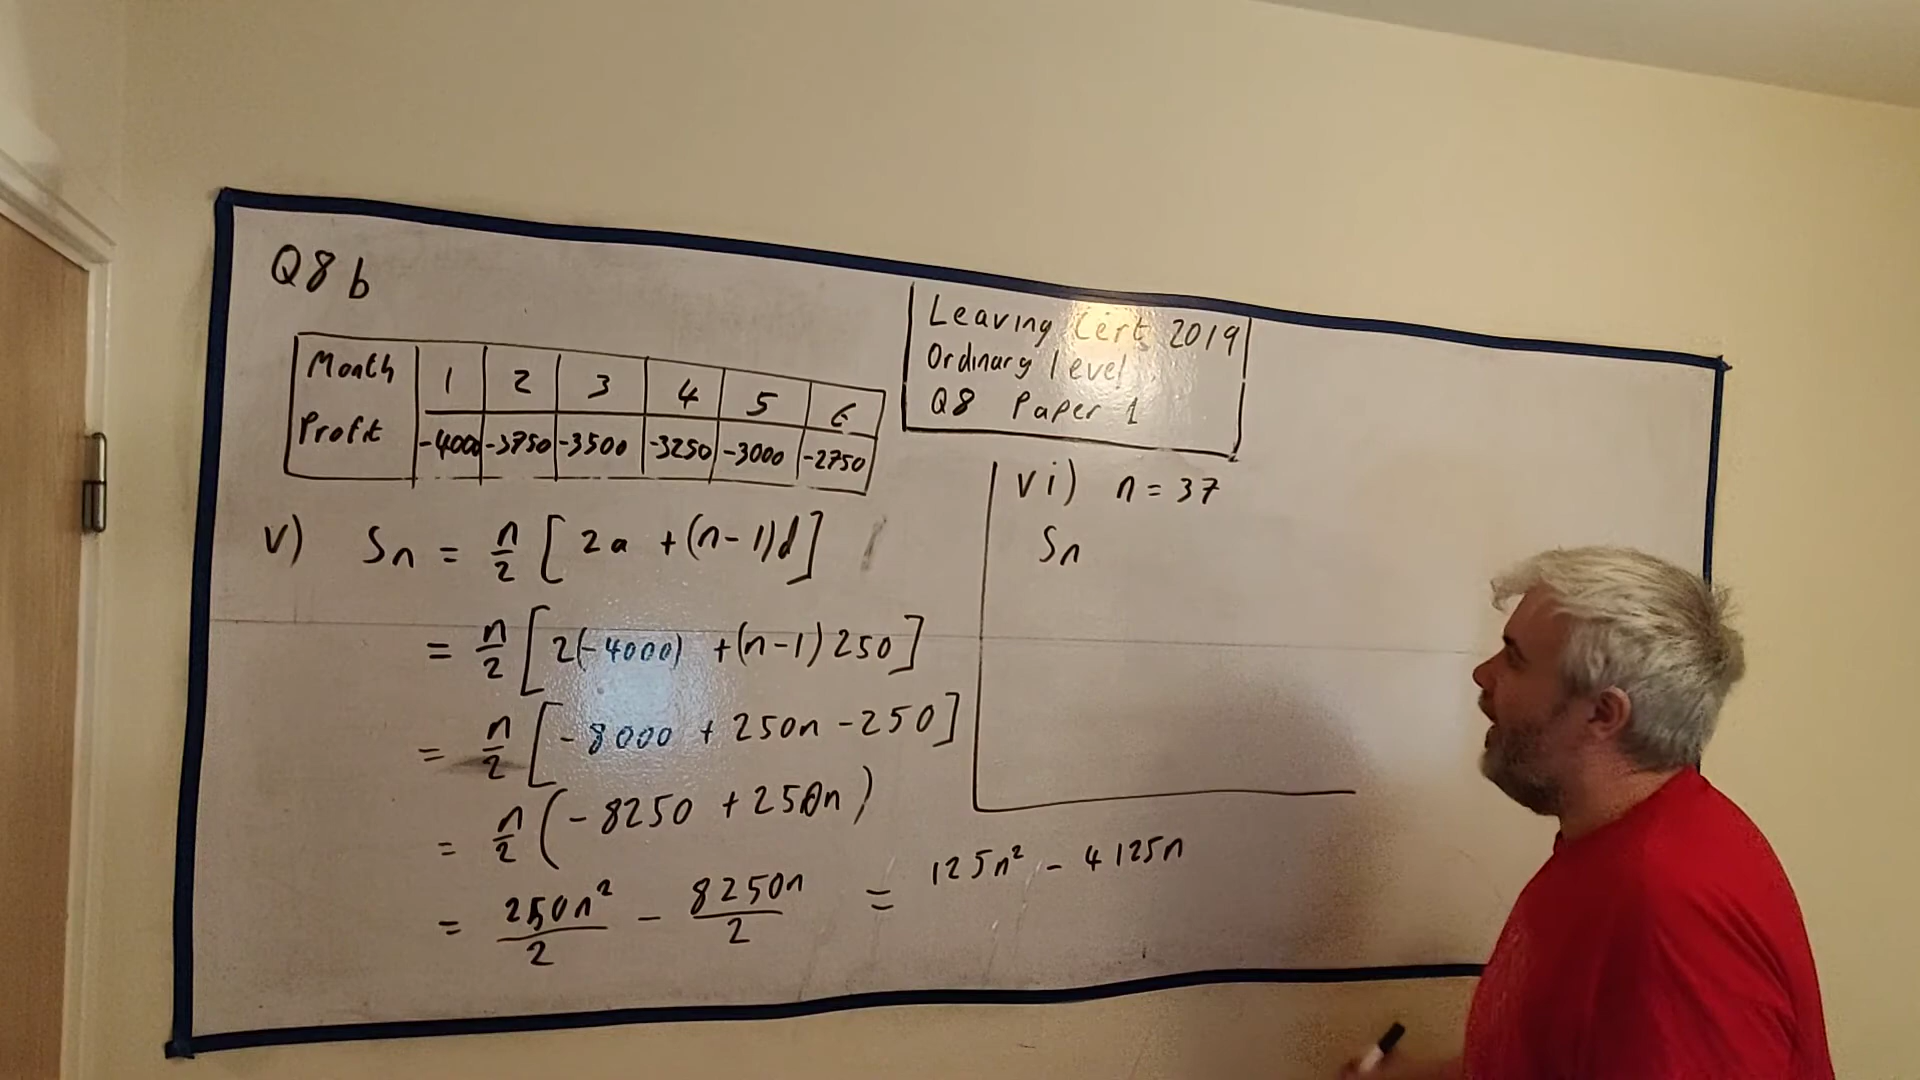 Q8 b
Leaving Cert 2019
Ordinary level
Q8 Paper 1
Month 1 2 3 4 5 6
Profit -4000 -3750 -3500 -3250 -3000 -2750
v) Sn = n/2 [2a + (n-1)d]
= n/2 [2(-4000) + (n-1)250]
= n/2 [-8000 + 250n - 250]
= n/2 (-8250 + 250n)
= 250n²/2 - 8250n/2 = 125n² - 4125n
vi) n = 37
Sn